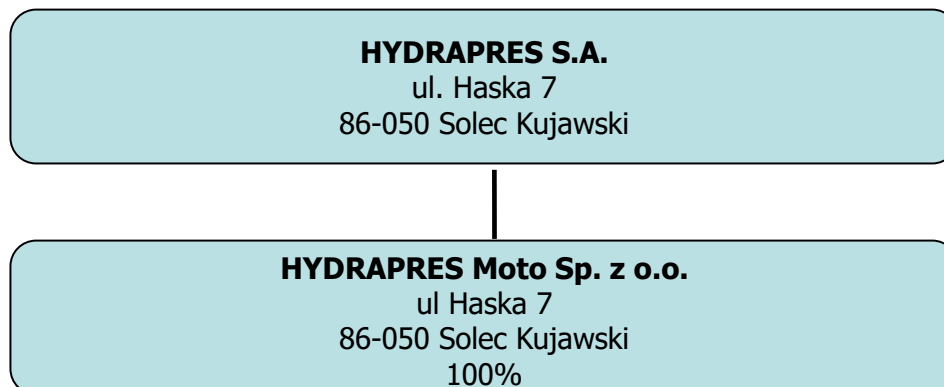 HYDRAPRES S.A.
ul. Haska 7
86-050 Solec Kujawski
HYDRAPRES Moto Sp. z o.o.
ul Haska 7
86-050 Solec Kujawski
100%